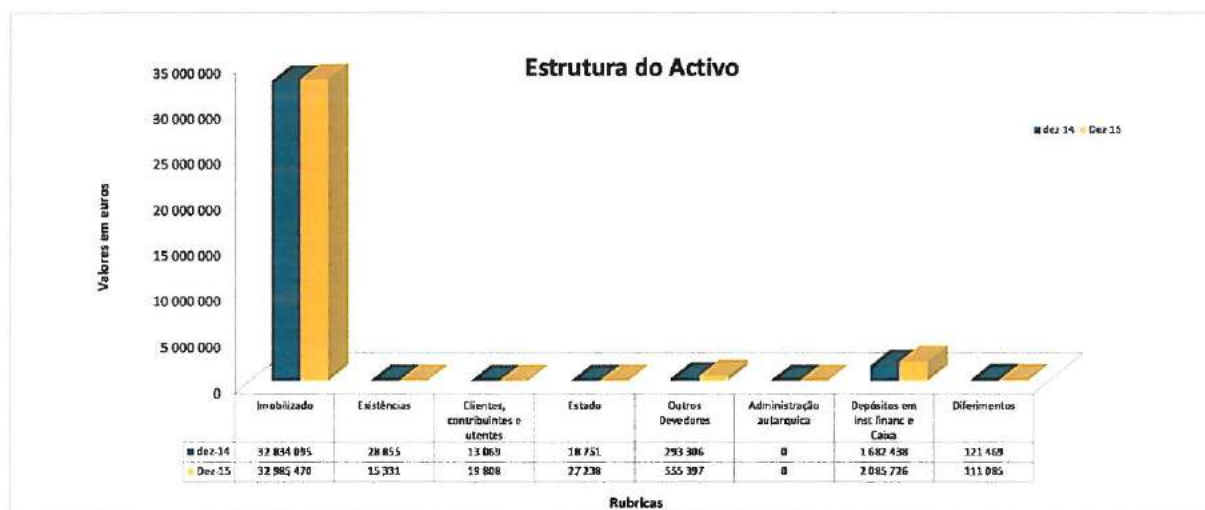 Estrutura do Activo
dez-14 Dez-15
Valores em euros
35 000 000
30 000 000
25 000 000
20 000 000
15 000 000
10 000 000
5 000 000
0
Imobilizado Existências Clientes, contribuintes e utentes Estado Outros Devedores Administração autarquica Depósitos em inst financ e Caixa Diferimentos
dez-14 32 834 095 28 855 13 069 18 751 293 306 0 1 682 438 121 469
Dez-15 32 985 470 15 331 19 808 27 238 555 397 0 2 085 726 111 085
Rubricas